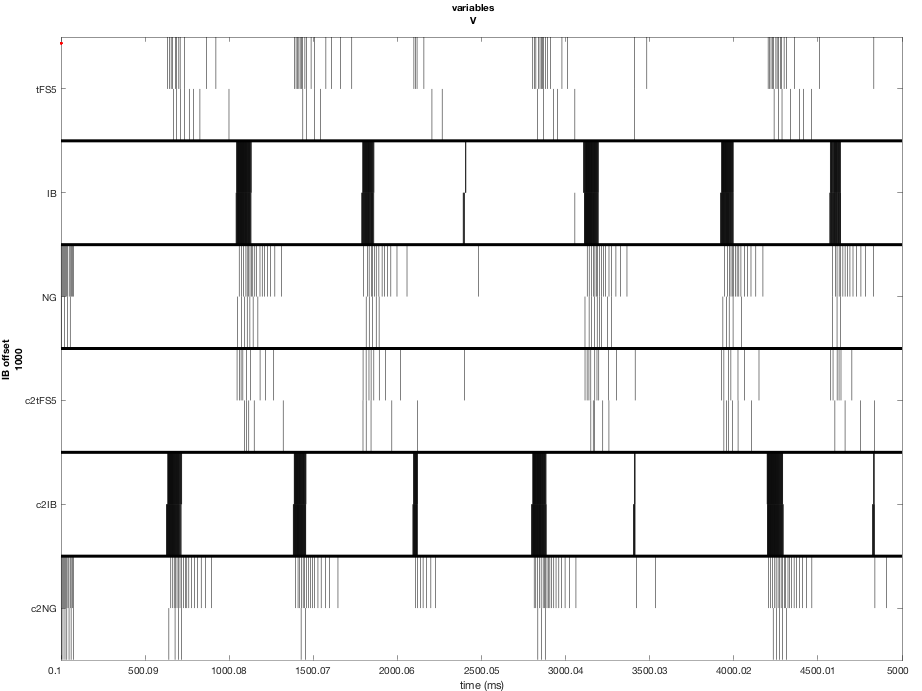 variables
V
tFS5
IB
NG
IB offset
1000
c2tFS5
c2IB
c2NG
0.1 500.09 1000.08 1500.07 2000.06 2500.05 3000.04 3500.03 4000.02 4500.01 5000
time (ms)